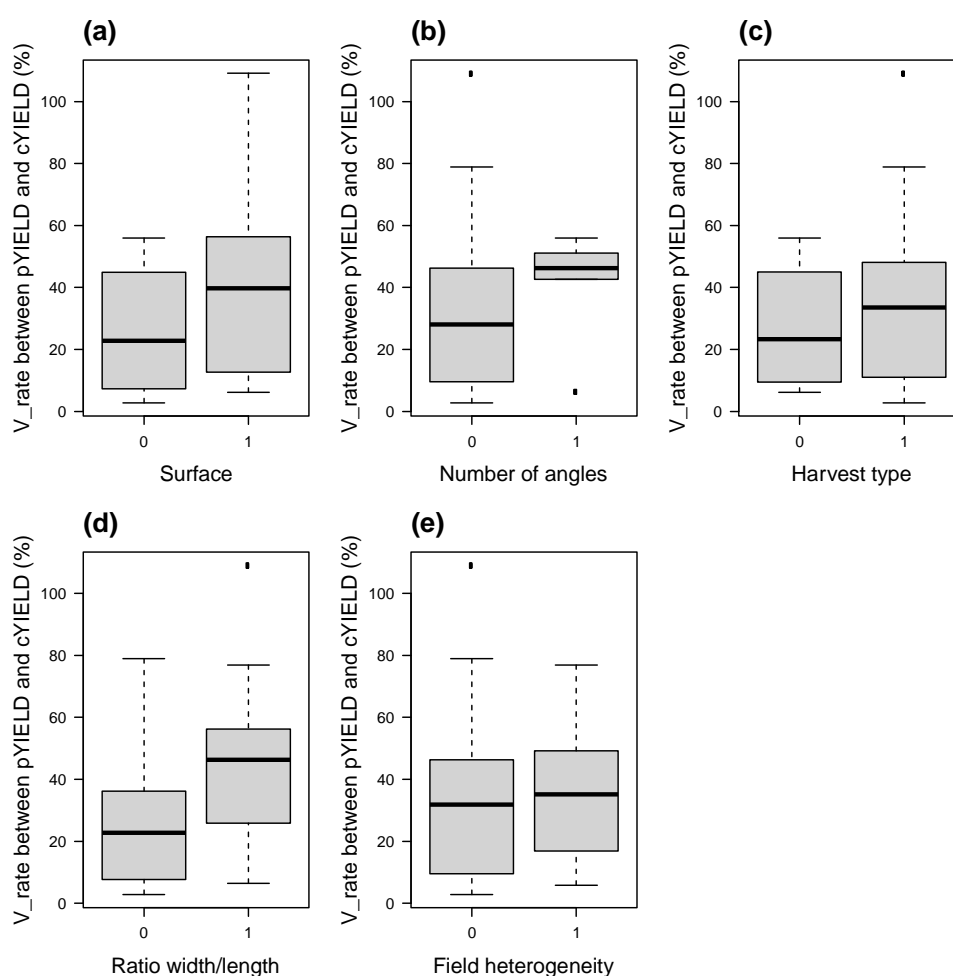 (a)
V_rate between pYIELD and cYIELD (%)
100
80
60
40
20
0
0 1
Surface
(b)
V_rate between pYIELD and cYIELD (%)
100
80
60
40
20
0
0 1
Number of angles
(c)
V_rate between pYIELD and cYIELD (%)
100
80
60
40
20
0
0 1
Harvest type
(d)
V_rate between pYIELD and cYIELD (%)
100
80
60
40
20
0
0 1
Ratio width/length
(e)
V_rate between pYIELD and cYIELD (%)
100
80
60
40
20
0
0 1
Field heterogeneity